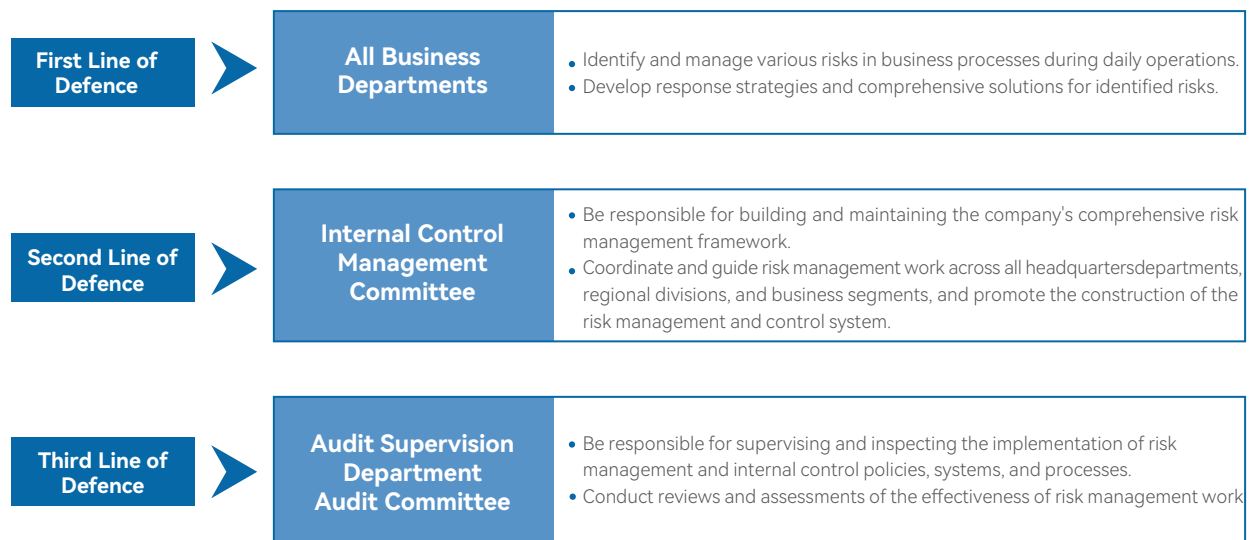 First Line of
Defence
All Business
Departments
• Identify and manage various risks in business processes during daily operations.
• Develop response strategies and comprehensive solutions for identified risks.
Second Line of
Defence
Internal Control
Management
Committee
• Be responsible for building and maintaining the company's comprehensive risk
management framework.
• Coordinate and guide risk management work across all headquartersdepartments,
regional divisions, and business segments, and promote the construction of the
risk management and control system.
Third Line of
Defence
Audit Supervision
Department
Audit Committee
• Be responsible for supervising and inspecting the implementation of risk
management and internal control policies, systems, and processes.
• Conduct reviews and assessments of the effectiveness of risk management work